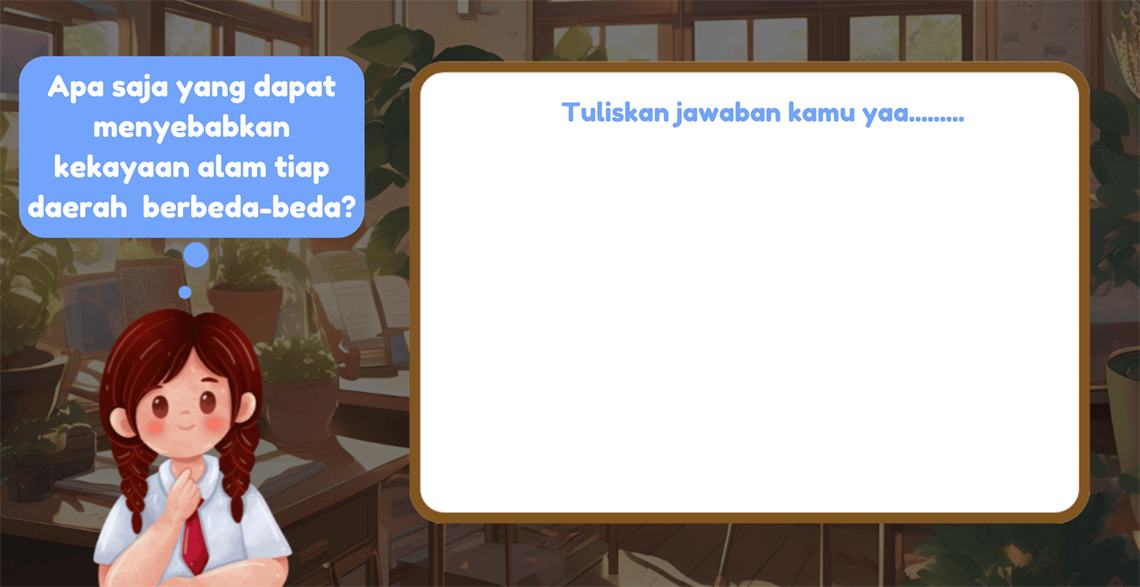 Apa saja yang dapat
menyebabkan
kekayaan alam tiap
daerah berbeda-beda?
Tuliskan jawaban kamu yaa.........